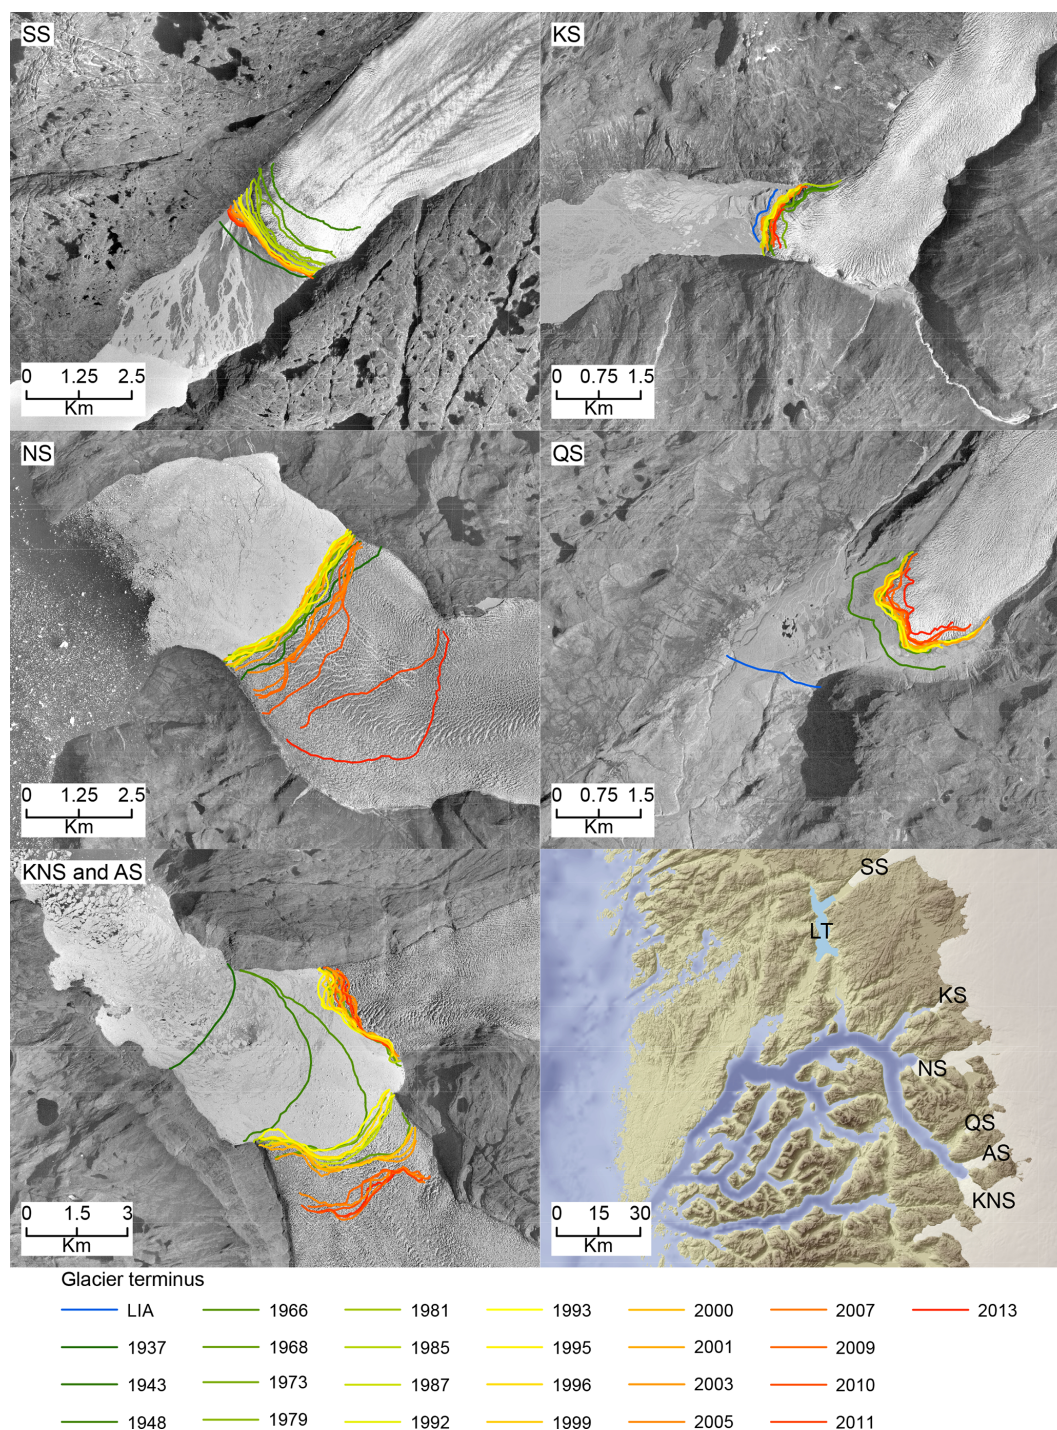 SS
KS
0 1.25 2.5
Km
0 0.75 1.5
Km
NS
QS
0 1.25 2.5
Km
0 0.75 1.5
Km
KNS and AS
SS
LT
KS
NS
QS
AS
KNS
0 1.5 3
Km
0 15 30
Km
Glacier terminus
LIA 1966 1981 1993 2000 2007 2013
1937 1968 1985 1995 2001 2009
1943 1973 1987 1996 2003 2010
1948 1979 1992 1999 2005 2011